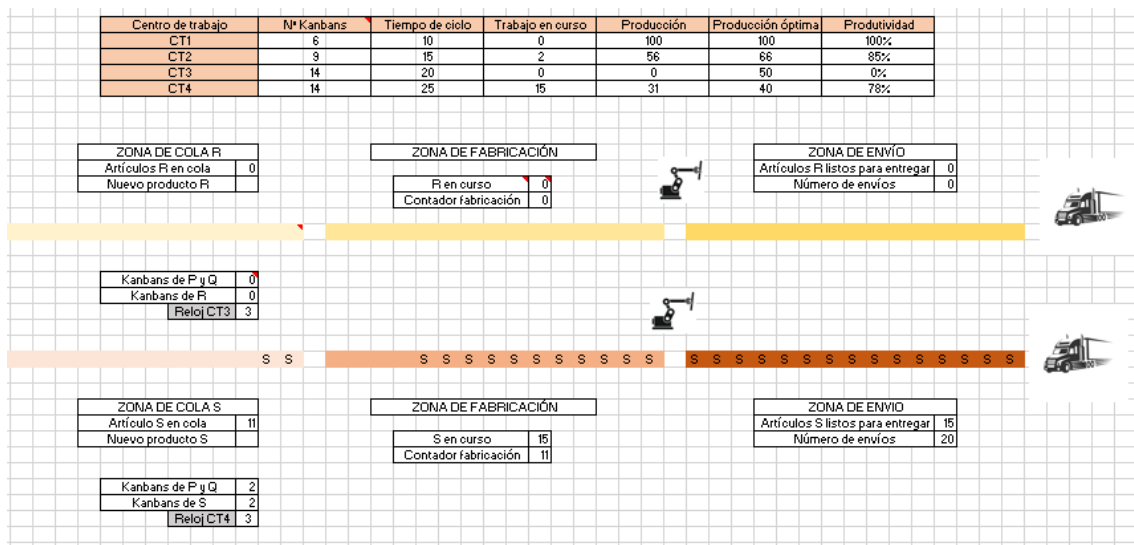 Centro de trabajo Nª Kanbans Tiempo de ciclo Trabajo en curso Producción Producción óptima Produtividad
CT1 6 10 0 100 100 100%
CT2 9 15 2 56 66 85%
CT3 14 20 0 0 50 0%
CT4 14 25 15 31 40 78%
ZONA DE COLA R ZONA DE FABRICACIÓN ZONA DE ENVÍO
Artículos R en cola 0 Artículos R listos para entregar 0
Nuevo producto R R en curso 0 Número de envíos 0
Contador fabricación 0
Kanbans de P y Q 0
Kanbans de R 0
Reloj CT3 3
S S S S S S S S S S S S S S S S S S S S S S S S S S S S
ZONA DE COLA S ZONA DE FABRICACIÓN ZONA DE ENVIO
Artículo S en cola 11 Artículos S listos para entregar 15
Nuevo producto S S en curso 15 Número de envíos 20
Contador fabricación 11
Kanbans de P y Q 2
Kanbans de S 2
Reloj CT4 3